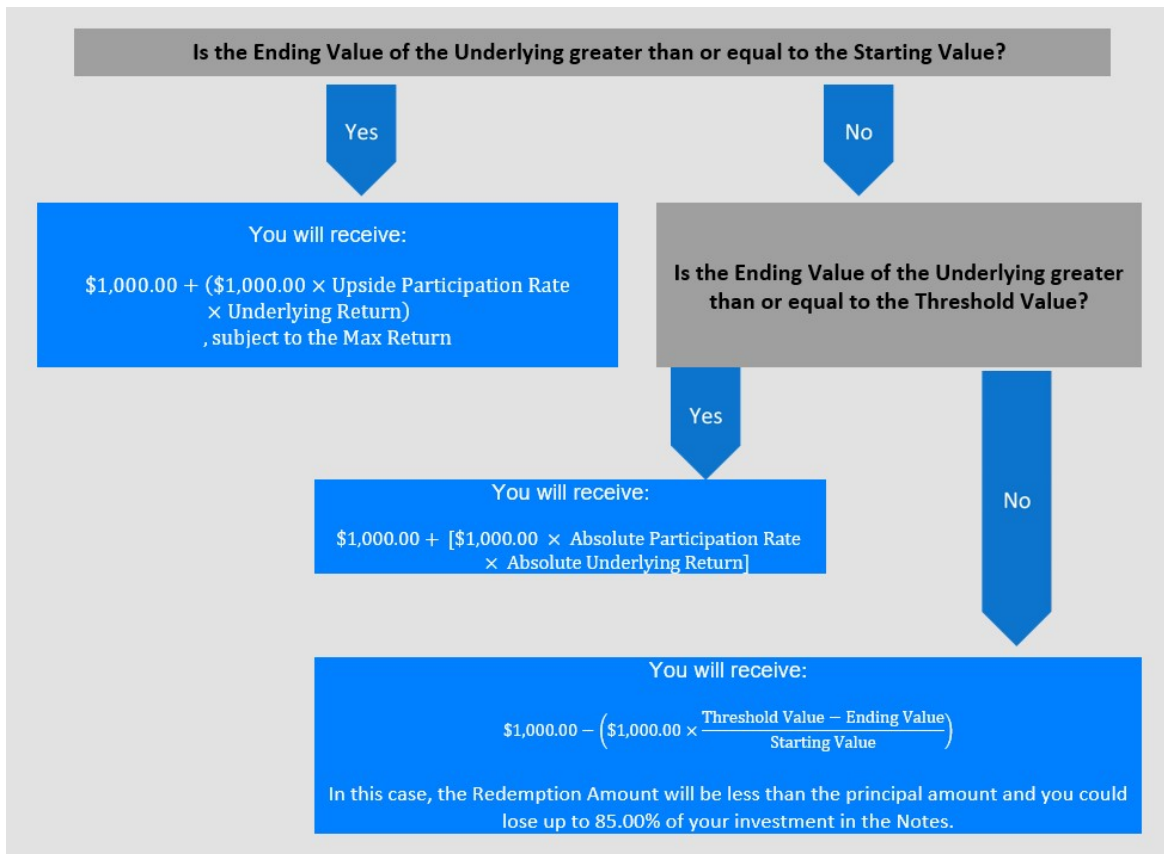 Is the Ending Value of the Underlying greater than or equal to the Starting Value?
Yes
No
You will receive:
$1,000.00 + ($1,000.00 × Upside Participation Rate
× Underlying Return)
, subject to the Max Return
Is the Ending Value of the Underlying greater
than or equal to the Threshold Value?
Yes
No
You will receive:
$1,000.00 + [$1,000.00 × Absolute Participation Rate
× Absolute Underlying Return]
You will receive:
$1,000.00 − ($1,000.00 × (Threshold Value − Ending Value) / Starting Value)
In this case, the Redemption Amount will be less than the principal amount and you could
lose up to 85.00% of your investment in the Notes.